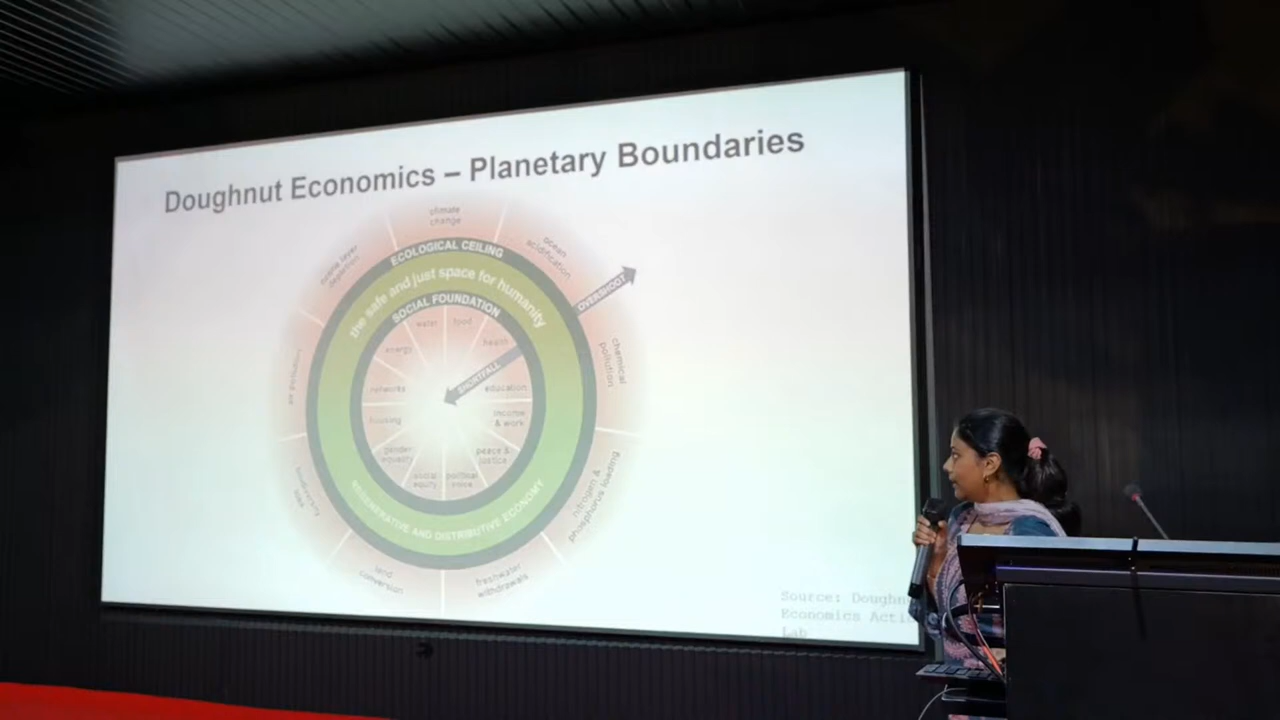 Doughnut Economics – Planetary Boundaries
climate
change
ocean
acidification
ozone layer
depletion
ECOLOGICAL CEILING
the safe and just space for humanity
OVERSHOOT
SOCIAL FOUNDATION
water
food
energy
health
SHORTFALL
chemical
pollution
networks
education
housing
income
& work
gender
equality
peace &
justice
social
equity
political
voice
nitrogen &
phosphorus loading
REGENERATIVE AND DISTRIBUTIVE ECONOMY
land
conversion
freshwater
withdrawals
Source: Doughn
Economics Acti
Lab